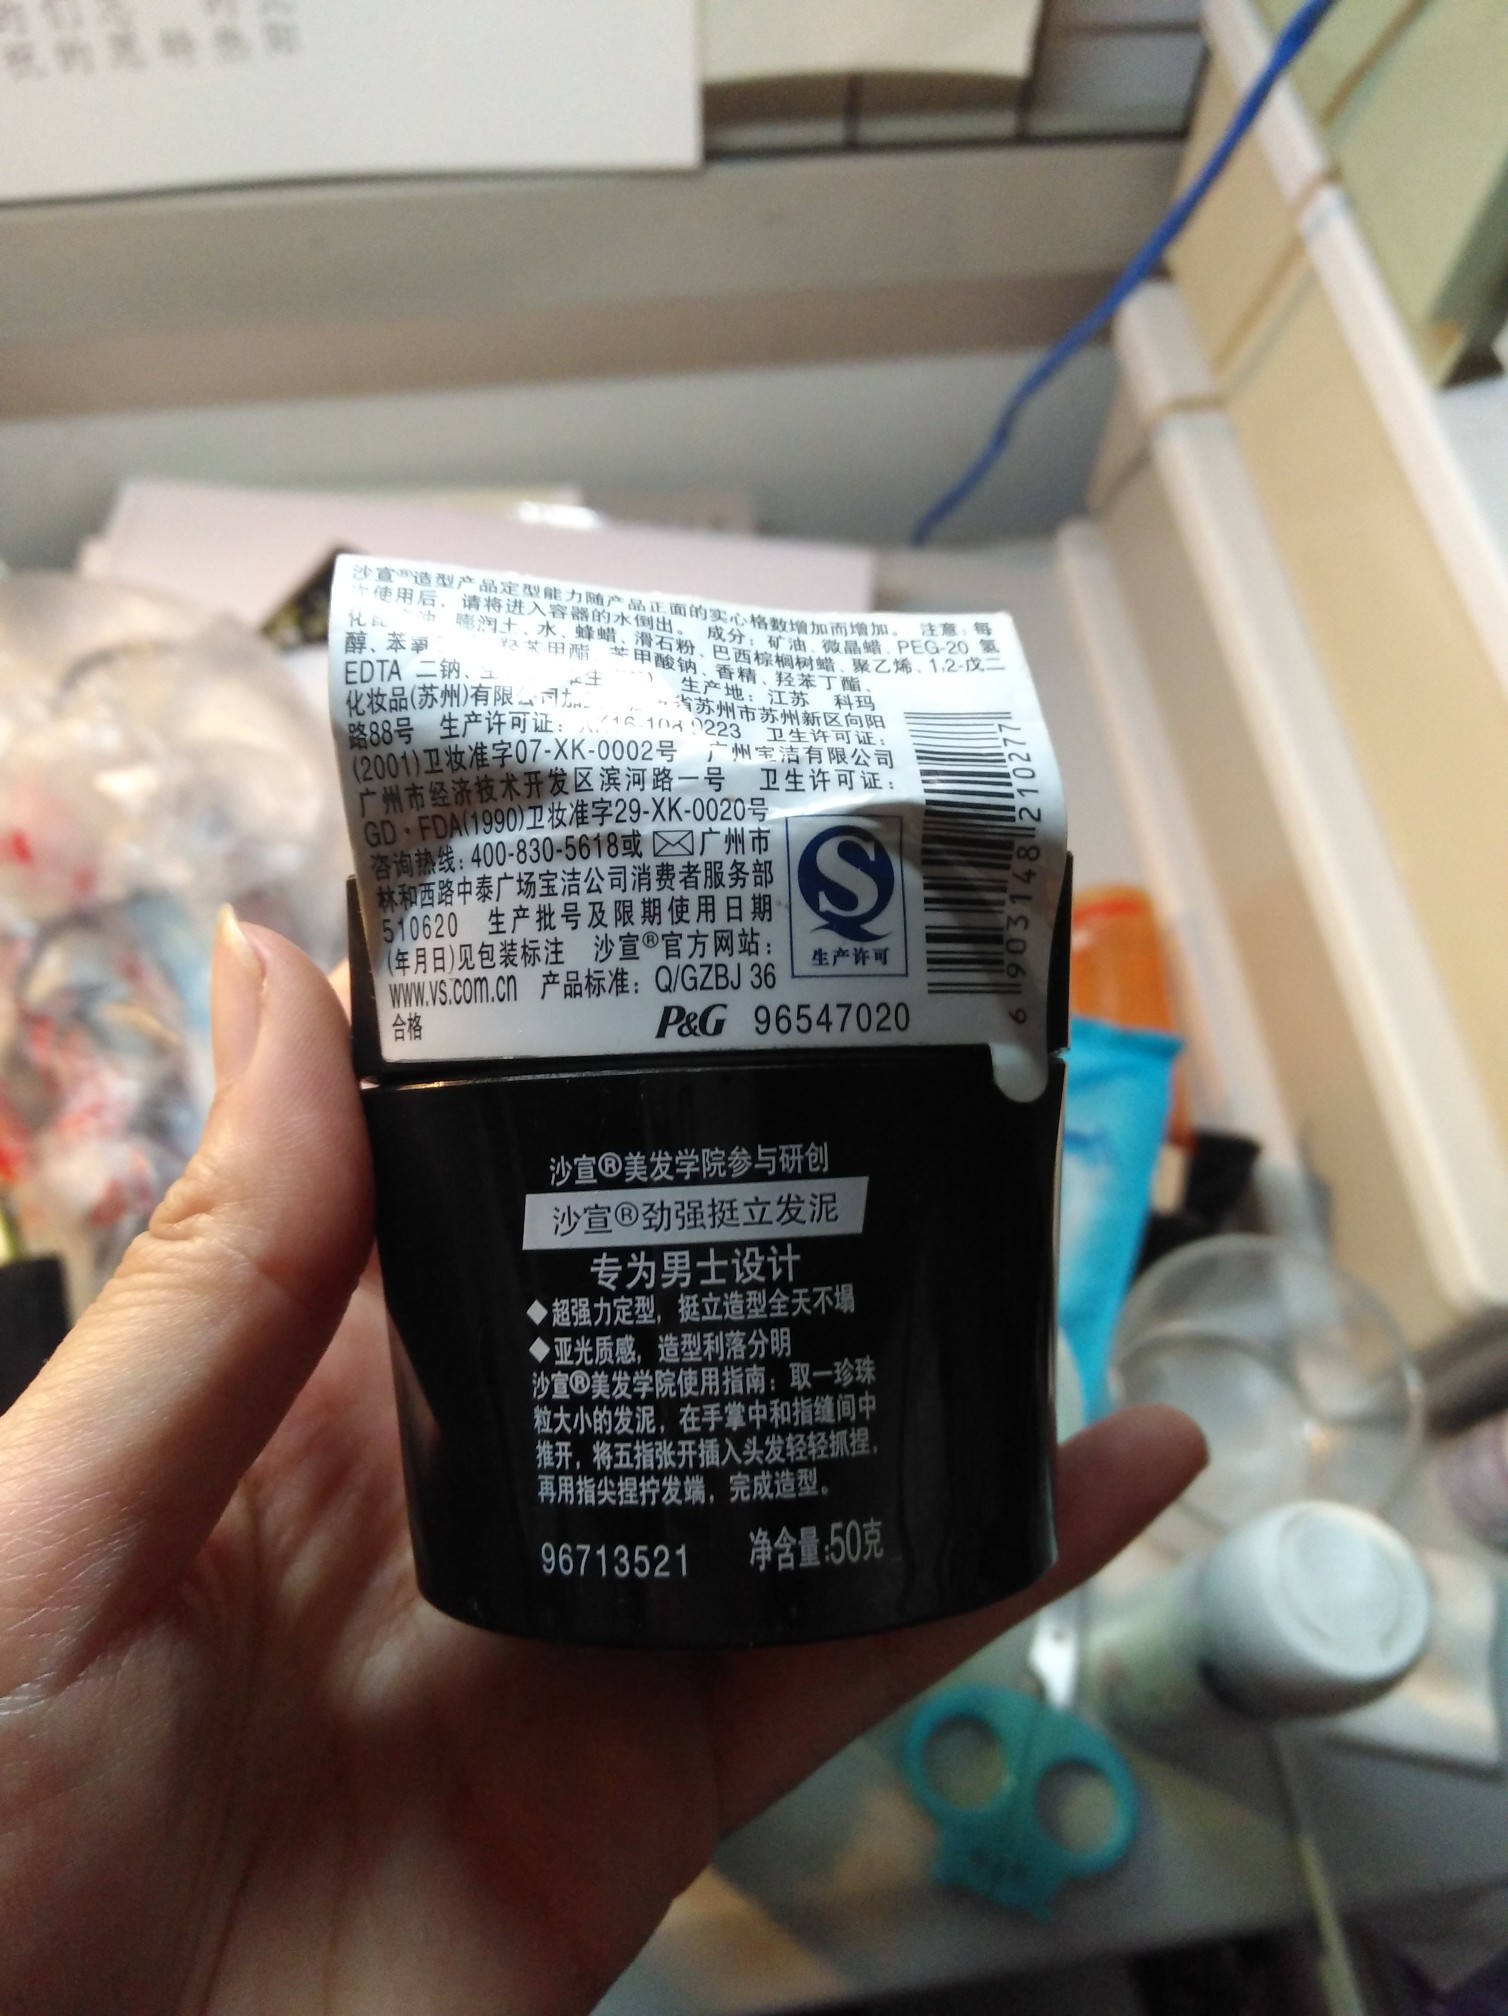 沙宣®造型产品定型能力随产品正面的实心格数增加而增加。 注意：每
次使用后，请将进入容器的水倒出。 成分：矿油、微晶蜡、PEG-20 氢
化 油、膨润土、水、蜂蜡、滑石粉、巴西棕榈树蜡、聚乙烯、1,2-戊二
醇、苯氧 羟苯甲酯、苯甲酸钠、香精、羟苯丁酯、
EDTA 二钠、 生产地：江苏 科玛
化妆品(苏州)有限公司 省苏州市苏州新区向阳
路88号 生产许可证： 卫生许可证：
(2001)卫妆准字07-XK-0002号 广州宝洁有限公司
广州市经济技术开发区滨河路一号 卫生许可证：
GD·FDA(1990)卫妆准字29-XK-0020号
咨询热线：400-830-5618或 广州市
林和西路中泰广场宝洁公司消费者服务部
510620 生产批号及限期使用日期
(年月日)见包装标注 沙宣®官方网站：
www.vs.com.cn 产品标准：Q/GZBJ 36
合格 P&G 96547020
S
生产许可
6 903148 210277
沙宣®美发学院参与研创
沙宣®劲强挺立发泥
专为男士设计
◆超强力定型，挺立造型全天不塌
◆亚光质感，造型利落分明
沙宣®美发学院使用指南：取一珍珠
粒大小的发泥，在手掌中和指缝间中
推开，将五指张开插入头发轻轻抓捏，
再用指尖捏拧发端，完成造型。
96713521 净含量:50克